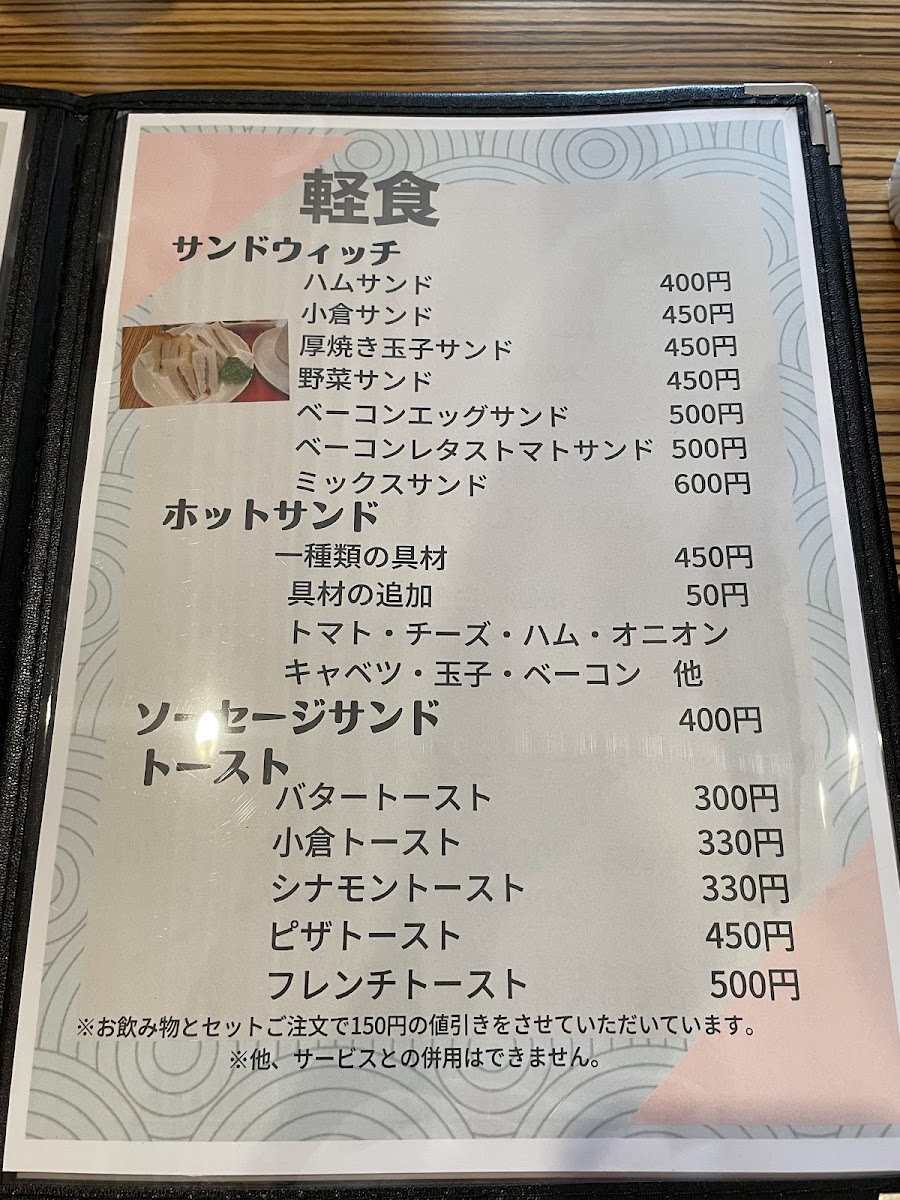 軽食
サンドウィッチ
ハムサンド 400円
小倉サンド 450円
厚焼き玉子サンド 450円
野菜サンド 450円
ベーコンエッグサンド 500円
ベーコンレタストマトサンド 500円
ミックスサンド 600円
ホットサンド
一種類の具材 450円
具材の追加 50円
トマト・チーズ・ハム・オニオン
キャベツ・玉子・ベーコン 他
ソーセージサンド 400円
トースト
バタートースト 300円
小倉トースト 330円
シナモントースト 330円
ピザトースト 450円
フレンチトースト 500円
※お飲み物とセットご注文で150円の値引きをさせていただいています。
※他、サービスとの併用はできません。